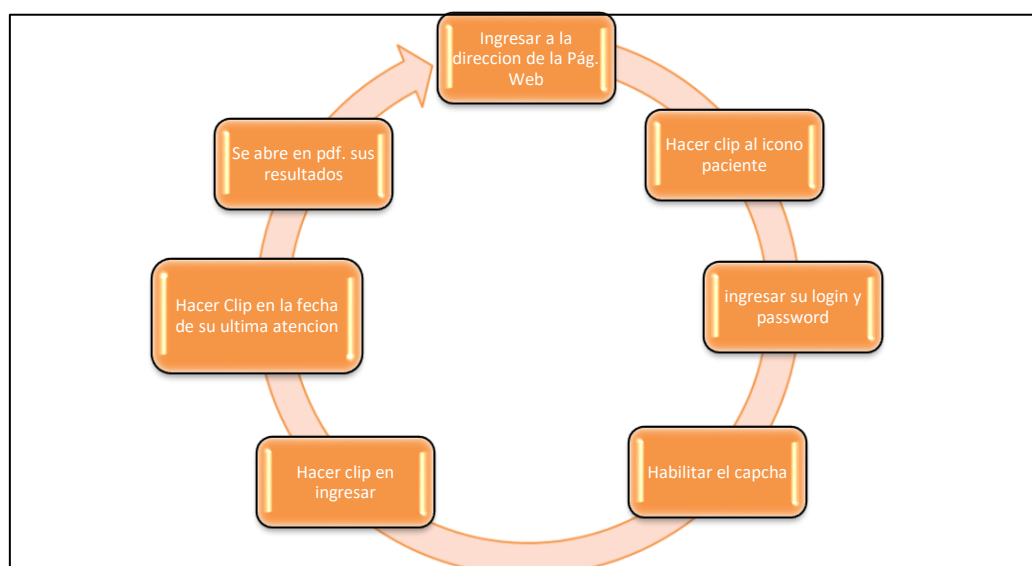 Ingresar a la
direccion de la Pág.
Web
Hacer clip al icono
paciente
ingresar su login y
password
Habilitar el capcha
Hacer clip en
ingresar
Hacer Clip en la fecha
de su ultima atencion
Se abre en pdf. sus
resultados